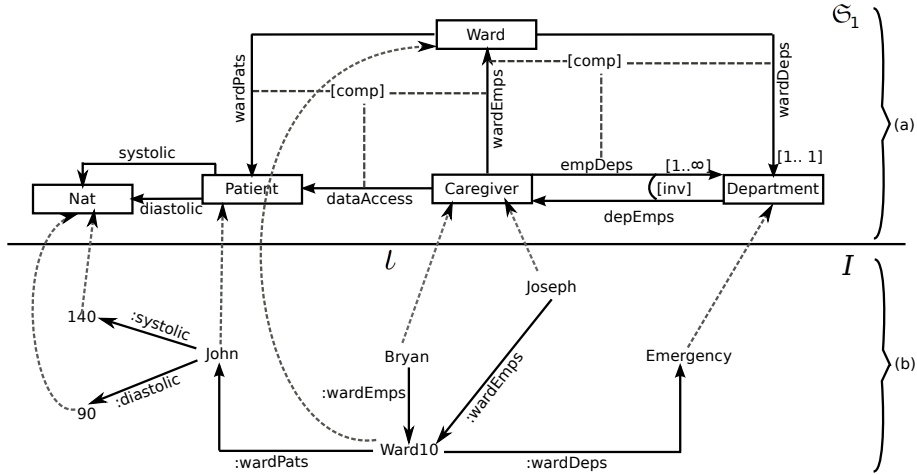 𝔖1
Ward
[comp]
[comp]
wardPats
wardEmps
wardDeps
(a)
systolic
empDeps
[1..∞]
[1.. 1]
Nat
Patient
Caregiver
[inv]
Department
diastolic
dataAccess
depEmps
l
I
Joseph
140
:systolic
John
Bryan
Emergency
(b)
:diastolic
:wardEmps
:wardEmps
90
Ward10
:wardPats
:wardDeps